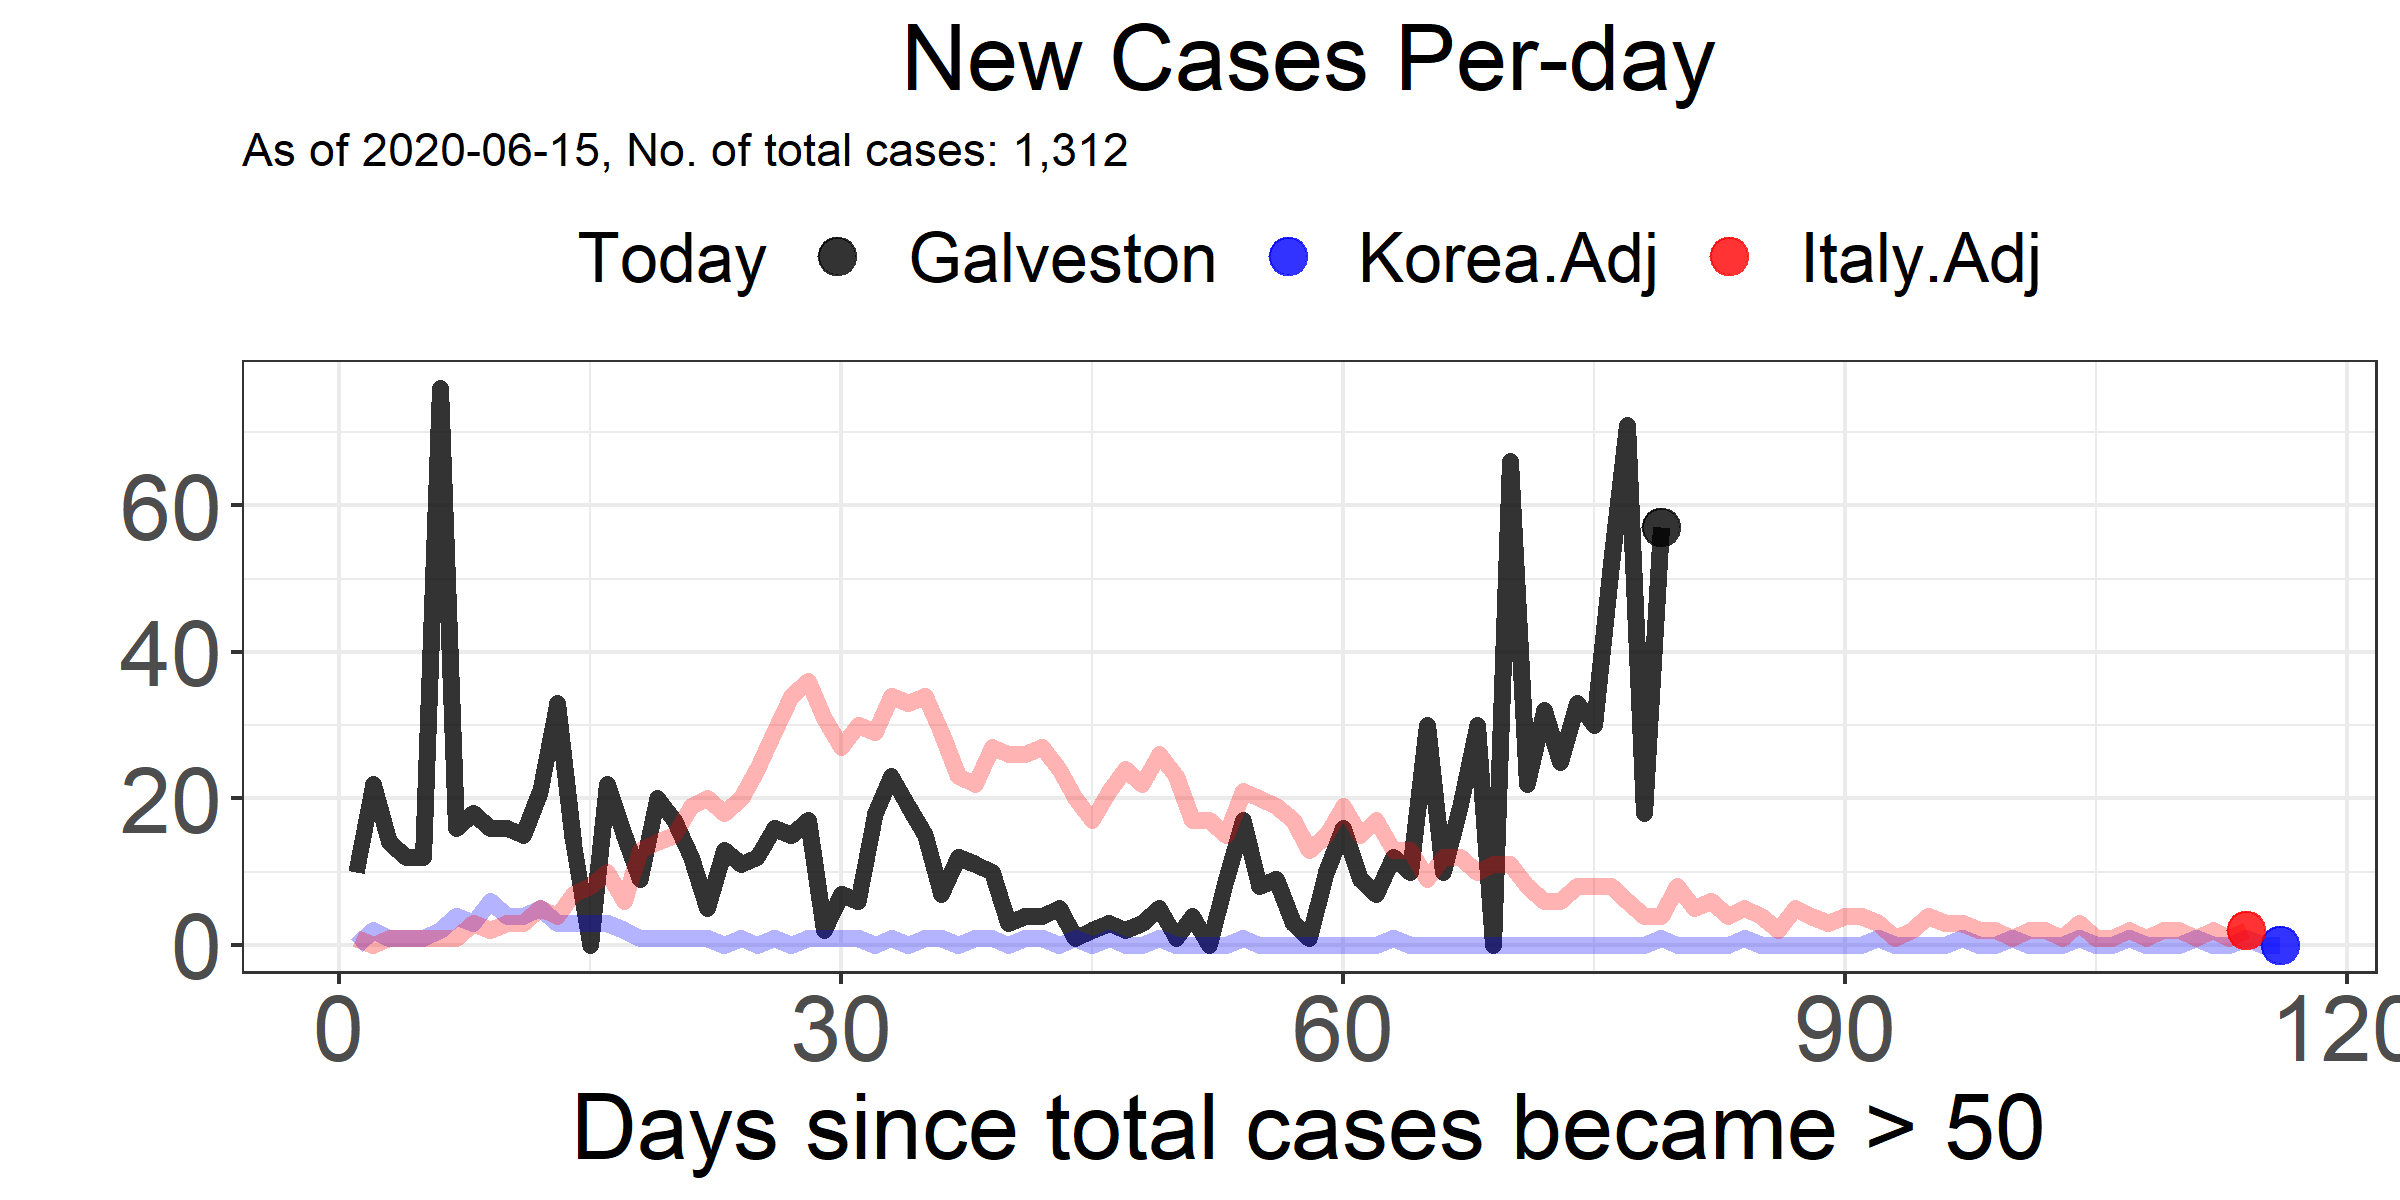 New Cases Per-day
As of 2020-06-15, No. of total cases: 1,312
Today Galveston Korea.Adj Italy.Adj
60
40
20
0
0 30 60 90 120
Days since total cases became > 50